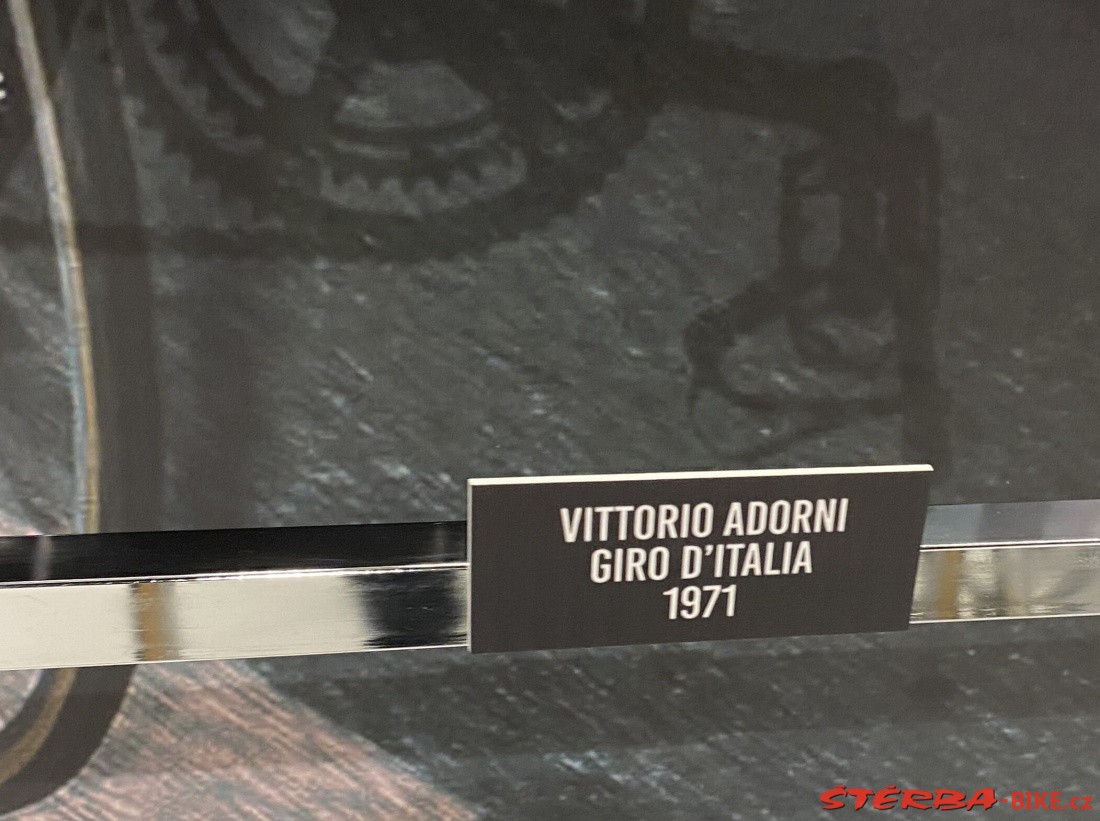 VITTORIO ADORNI
GIRO D'ITALIA
1971
ŠTĚRBA-BIKE.cz